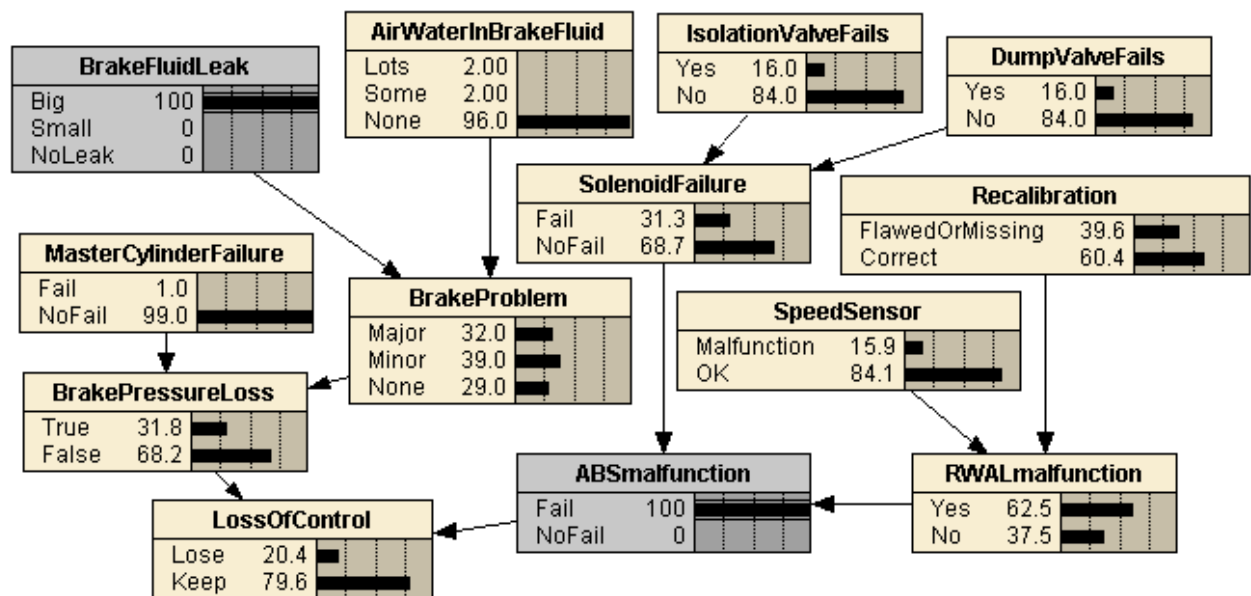 BrakeFluidLeak
Big 100
Small 0
NoLeak 0
AirWaterInBrakeFluid
Lots 2.00
Some 2.00
None 96.0
IsolationValveFails
Yes 16.0
No 84.0
DumpValveFails
Yes 16.0
No 84.0
SolenoidFailure
Fail 31.3
NoFail 68.7
Recalibration
FlawedOrMissing 39.6
Correct 60.4
MasterCylinderFailure
Fail 1.0
NoFail 99.0
BrakeProblem
Major 32.0
Minor 39.0
None 29.0
SpeedSensor
Malfunction 15.9
OK 84.1
BrakePressureLoss
True 31.8
False 68.2
ABSmalfunction
Fail 100
NoFail 0
RWALmalfunction
Yes 62.5
No 37.5
LossOfControl
Lose 20.4
Keep 79.6